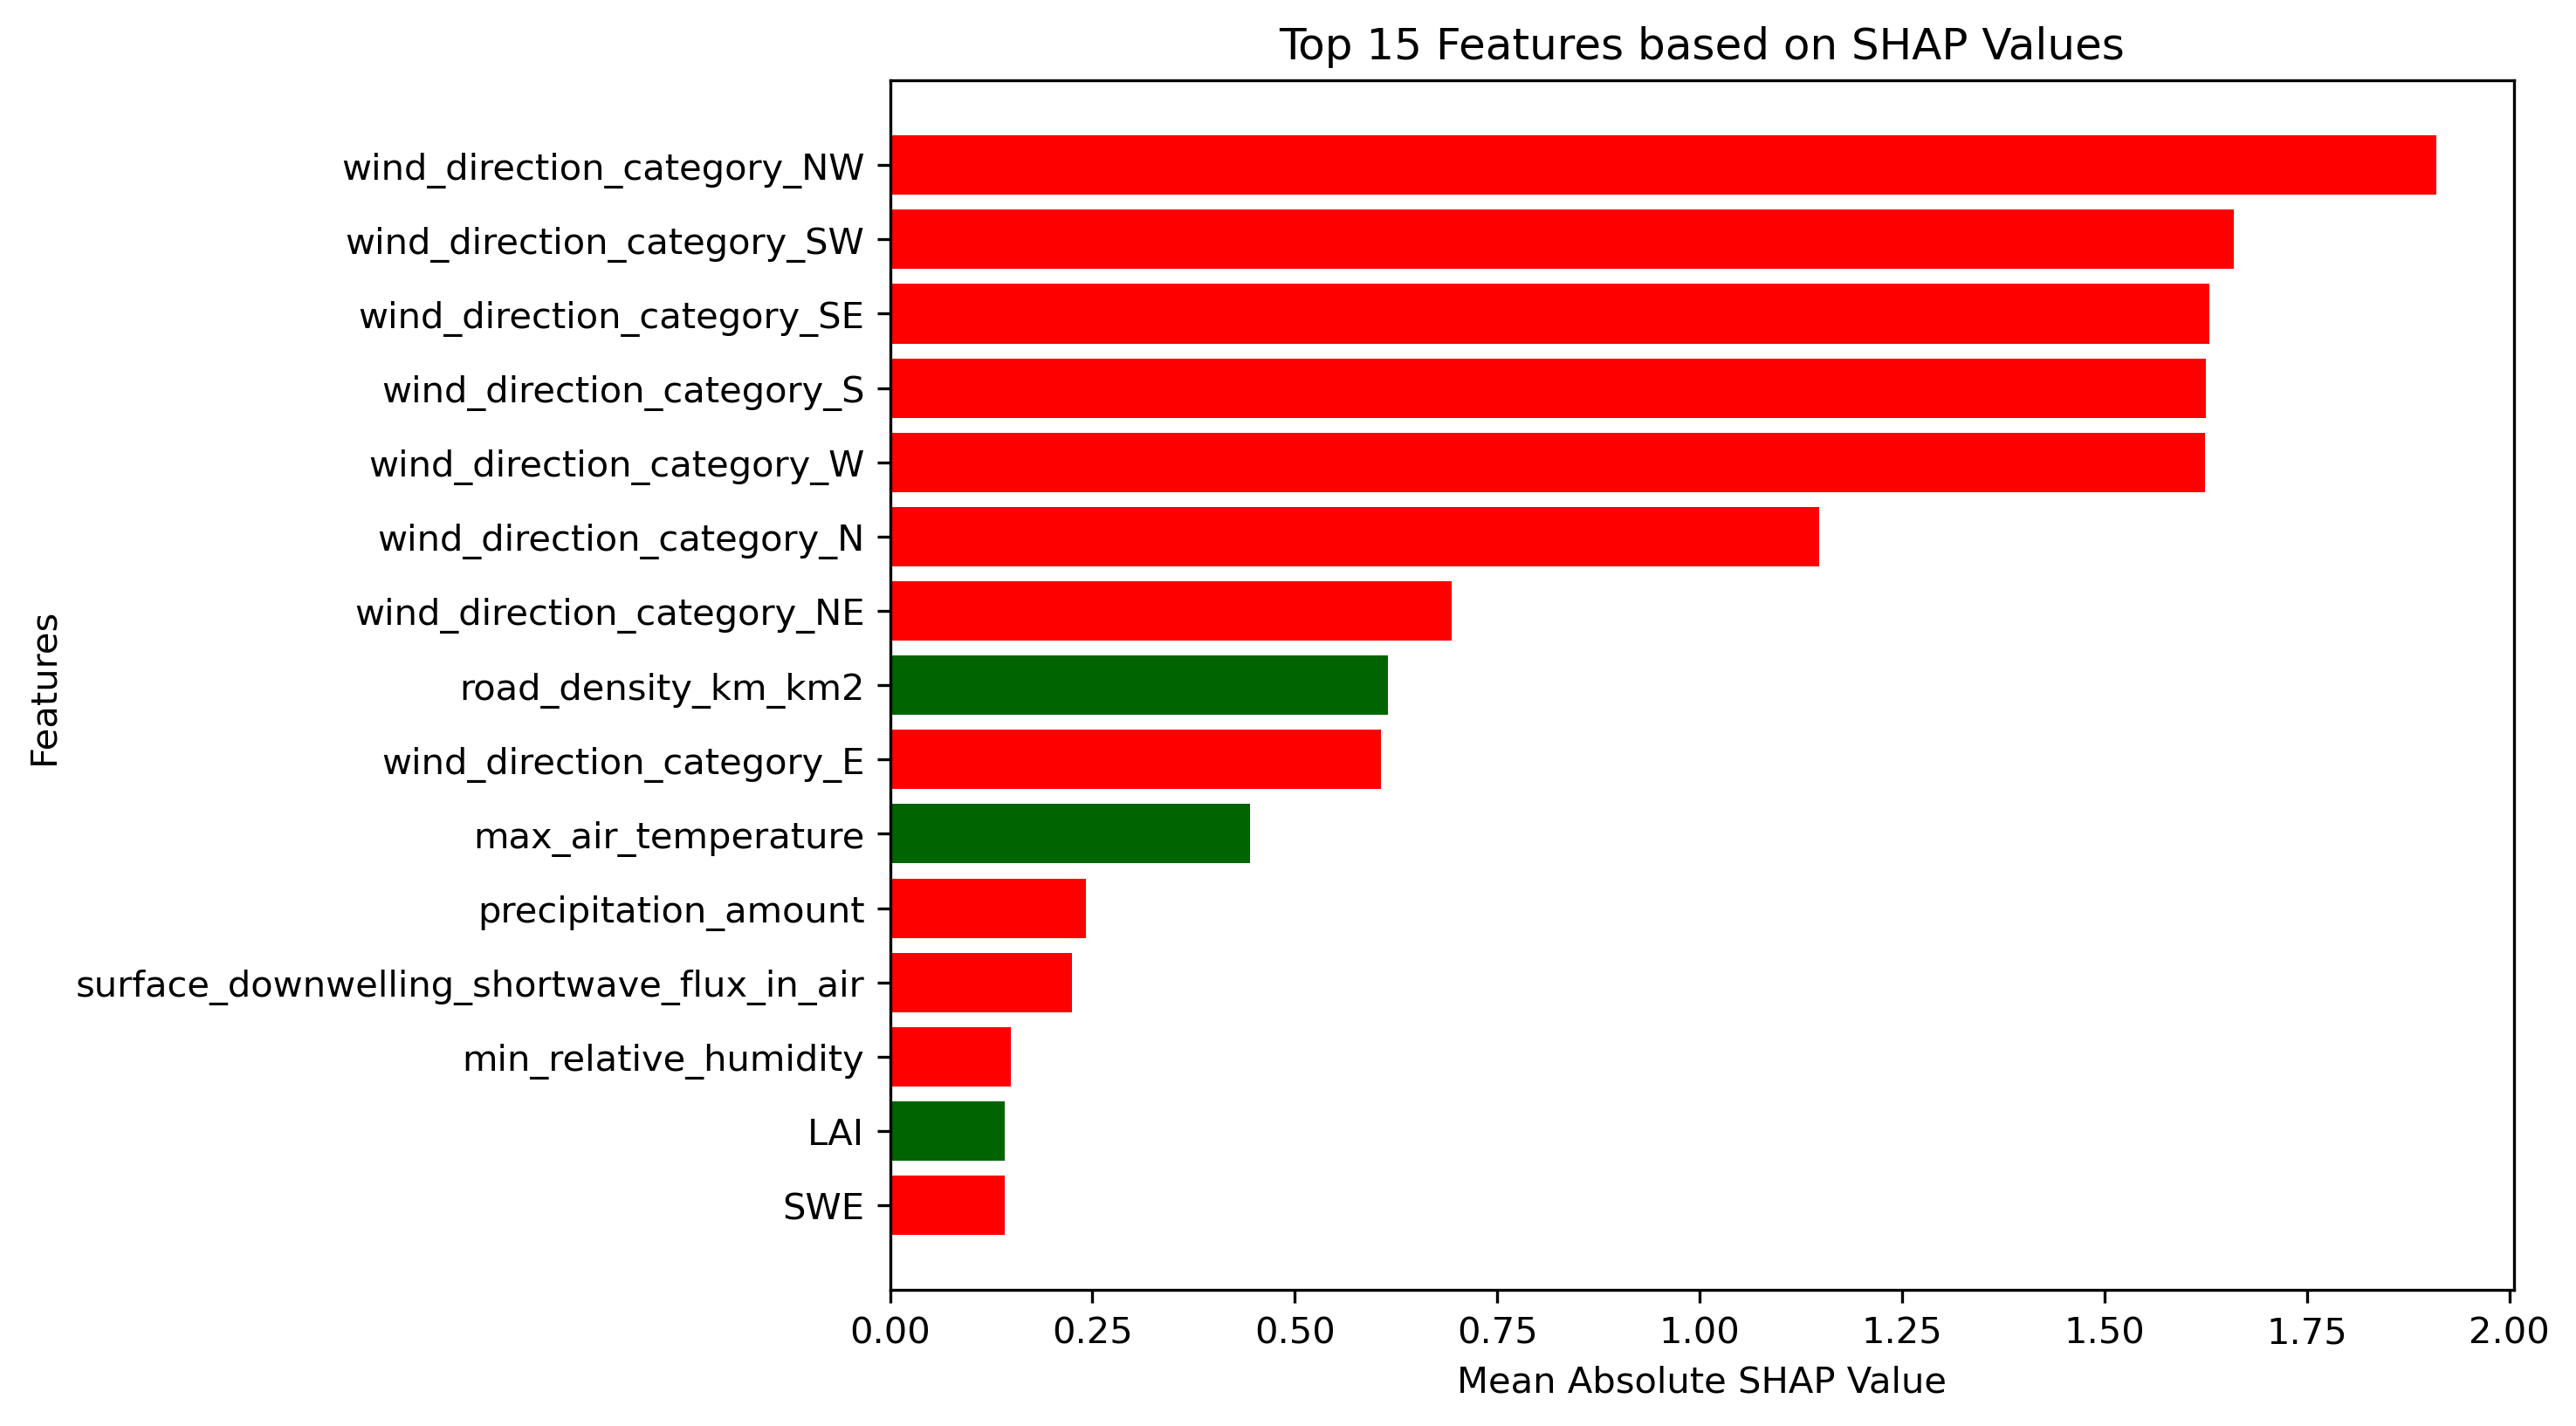 Top 15 Features based on SHAP Values
Features
wind_direction_category_NW
wind_direction_category_SW
wind_direction_category_SE
wind_direction_category_S
wind_direction_category_W
wind_direction_category_N
wind_direction_category_NE
road_density_km_km2
wind_direction_category_E
max_air_temperature
precipitation_amount
surface_downwelling_shortwave_flux_in_air
min_relative_humidity
LAI
SWE
0.00 0.25 0.50 0.75 1.00 1.25 1.50 1.75 2.00
Mean Absolute SHAP Value